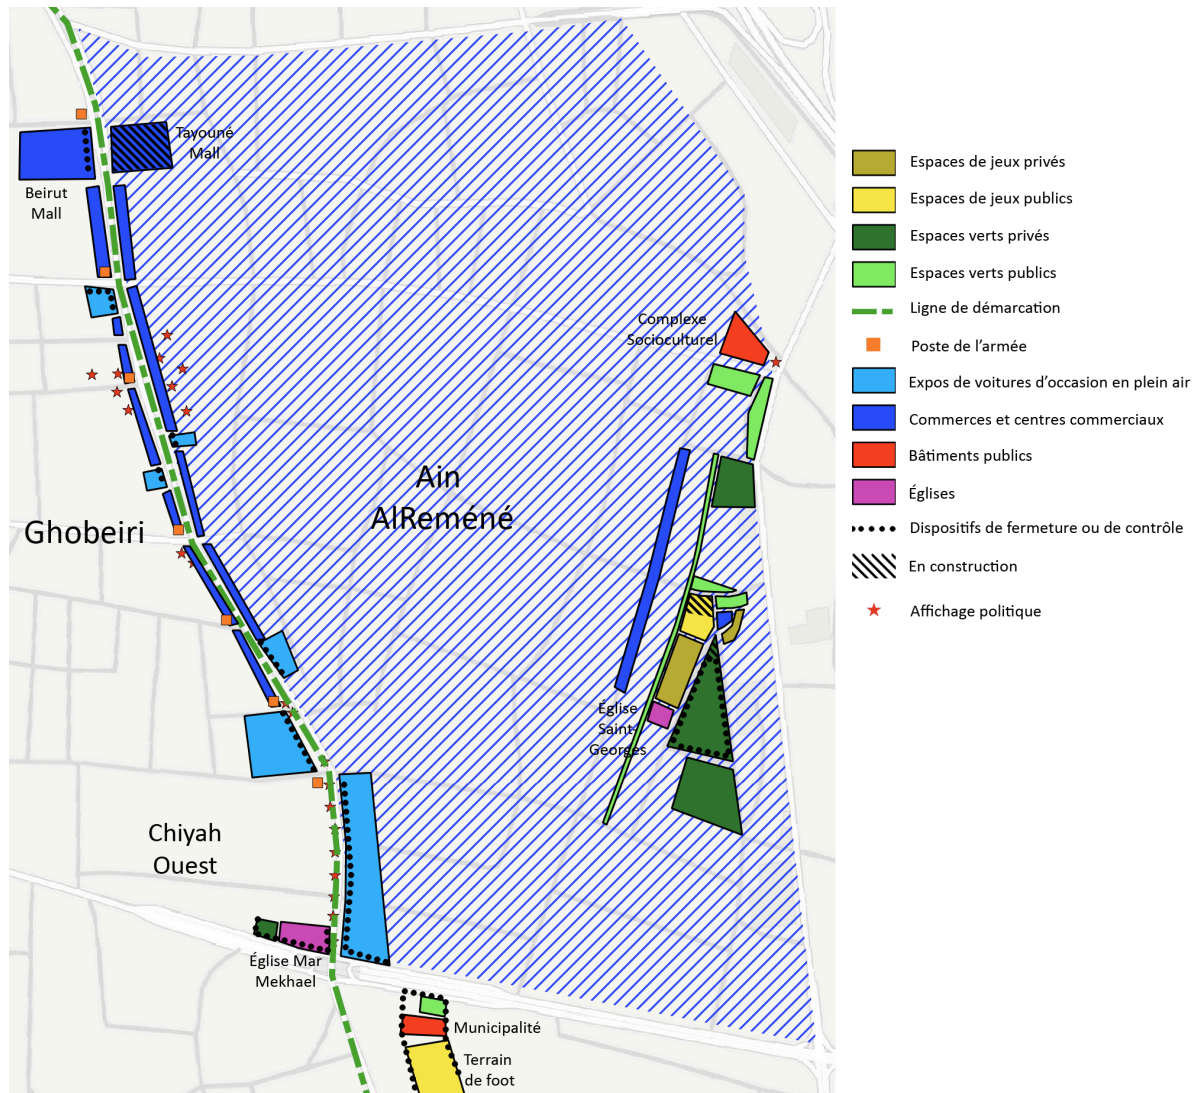 Tayouné
Mall
Beirut
Mall
Complexe
Socioculturel
Ain
AlReméné
Ghobeiri
Église
Saint-
Georges
Chiyah
Ouest
Église Mar
Mekhael
Municipalité
Terrain
de foot
Espaces de jeux privés
Espaces de jeux publics
Espaces verts privés
Espaces verts publics
Ligne de démarcation
Poste de l’armée
Expos de voitures d’occasion en plein air
Commerces et centres commerciaux
Bâtiments publics
Églises
Dispositifs de fermeture ou de contrôle
En construction
Affichage politique